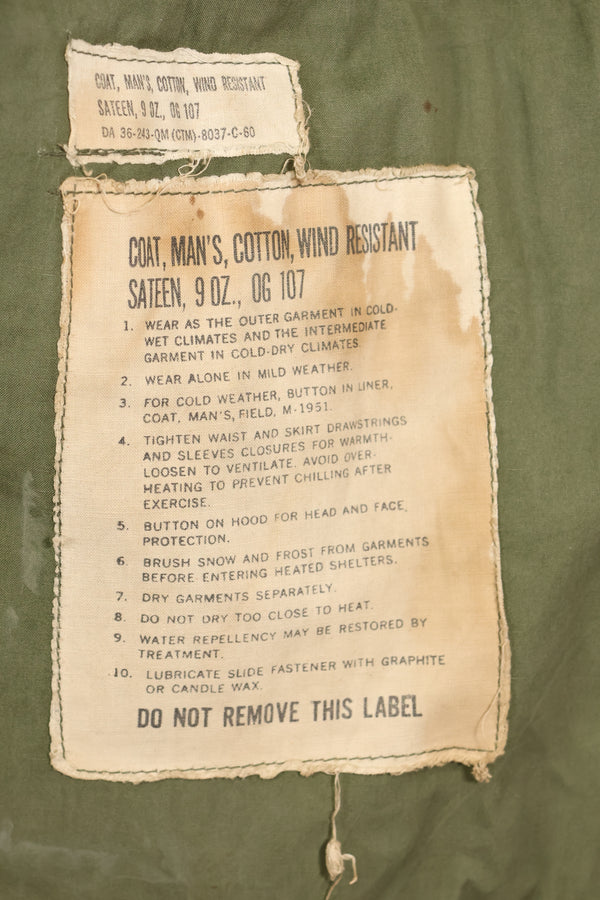 COAT, MAN'S, COTTON, WIND RESISTANT
SATEEN, 9 OZ., OG 107
DA 36-243-QM (CTM)-8037-C-60
COAT, MAN'S, COTTON, WIND RESISTANT
SATEEN, 9 OZ., OG 107
1. WEAR AS THE OUTER GARMENT IN COLD-
WET CLIMATES AND THE INTERMEDIATE
GARMENT IN COLD-DRY CLIMATES.
2. WEAR ALONE IN MILD WEATHER.
3. FOR COLD WEATHER, BUTTON IN LINER,
COAT, MAN'S, FIELD, M-1951.
4. TIGHTEN WAIST AND SKIRT DRAWSTRINGS
AND SLEEVES CLOSURES FOR WARMTH-
LOOSEN TO VENTILATE. AVOID OVER-
HEATING TO PREVENT CHILLING AFTER
EXERCISE.
5. BUTTON ON HOOD FOR HEAD AND FACE,
PROTECTION.
6. BRUSH SNOW AND FROST FROM GARMENTS
BEFORE ENTERING HEATED SHELTERS.
7. DRY GARMENTS SEPARATELY.
8. DO NOT DRY TOO CLOSE TO HEAT.
9. WATER REPELLENCY MAY BE RESTORED BY
TREATMENT.
10. LUBRICATE SLIDE FASTENER WITH GRAPHITE
OR CANDLE WAX.
DO NOT REMOVE THIS LABEL